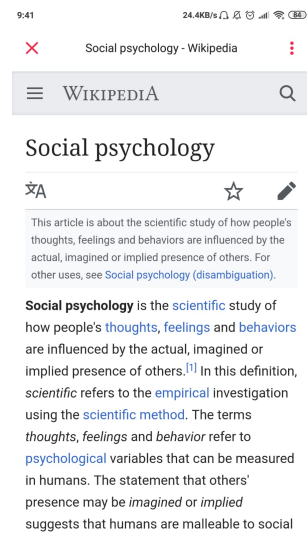 9:41
24.4KB/s 84
Social psychology - Wikipedia
WIKIPEDIA
Social psychology
文A
This article is about the scientific study of how people's
thoughts, feelings and behaviors are influenced by the
actual, imagined or implied presence of others. For
other uses, see Social psychology (disambiguation).
Social psychology is the scientific study of
how people's thoughts, feelings and behaviors
are influenced by the actual, imagined or
implied presence of others.[1] In this definition,
scientific refers to the empirical investigation
using the scientific method. The terms
thoughts, feelings and behavior refer to
psychological variables that can be measured
in humans. The statement that others'
presence may be imagined or implied
suggests that humans are malleable to social